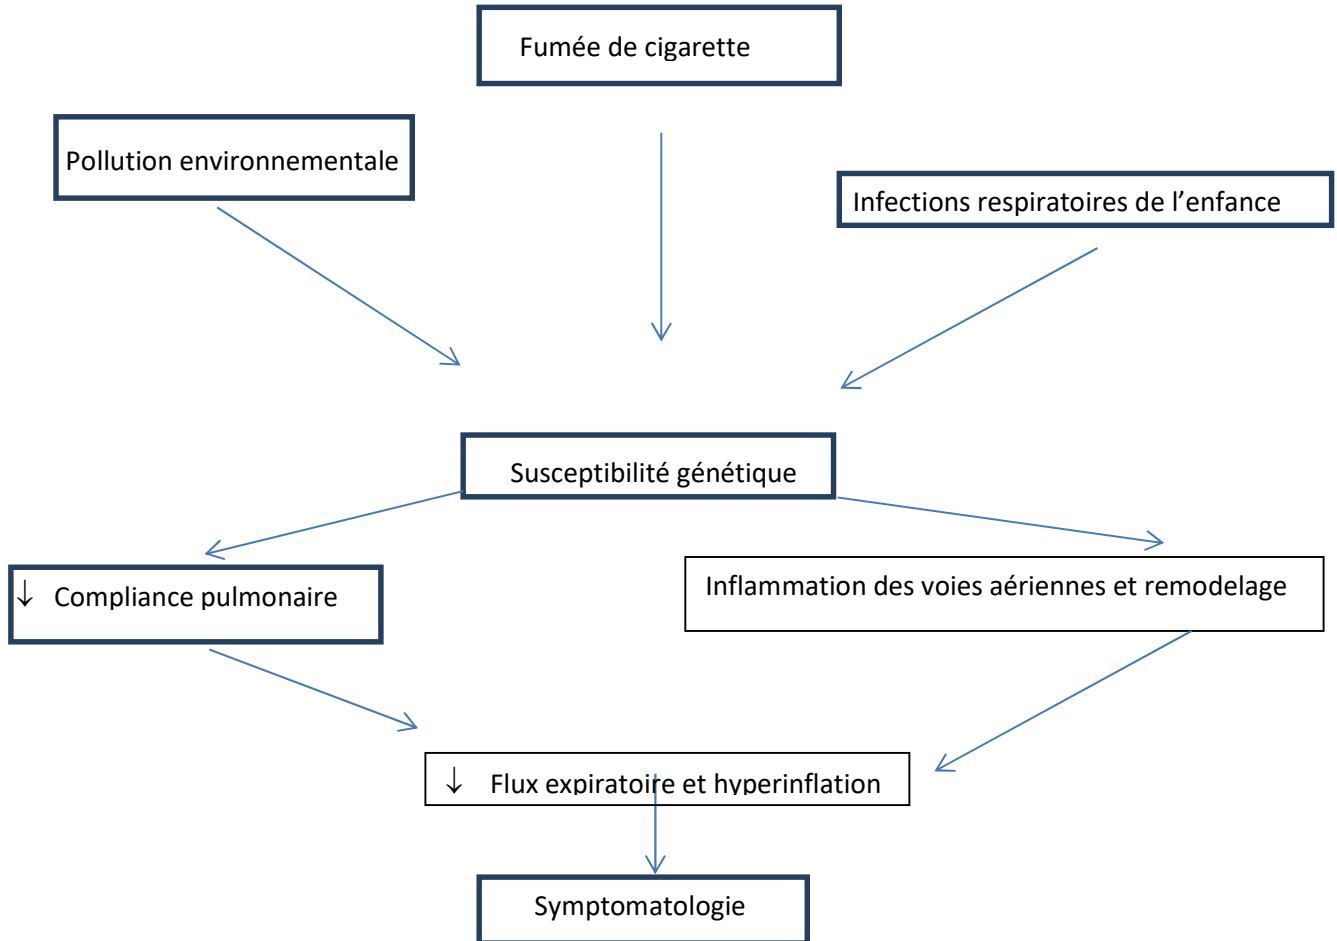 Fumée de cigarette
Pollution environnementale
Infections respiratoires de l’enfance
Susceptibilité génétique
↓ Compliance pulmonaire
Inflammation des voies aériennes et remodelage
↓ Flux expiratoire et hyperinflation
Symptomatologie